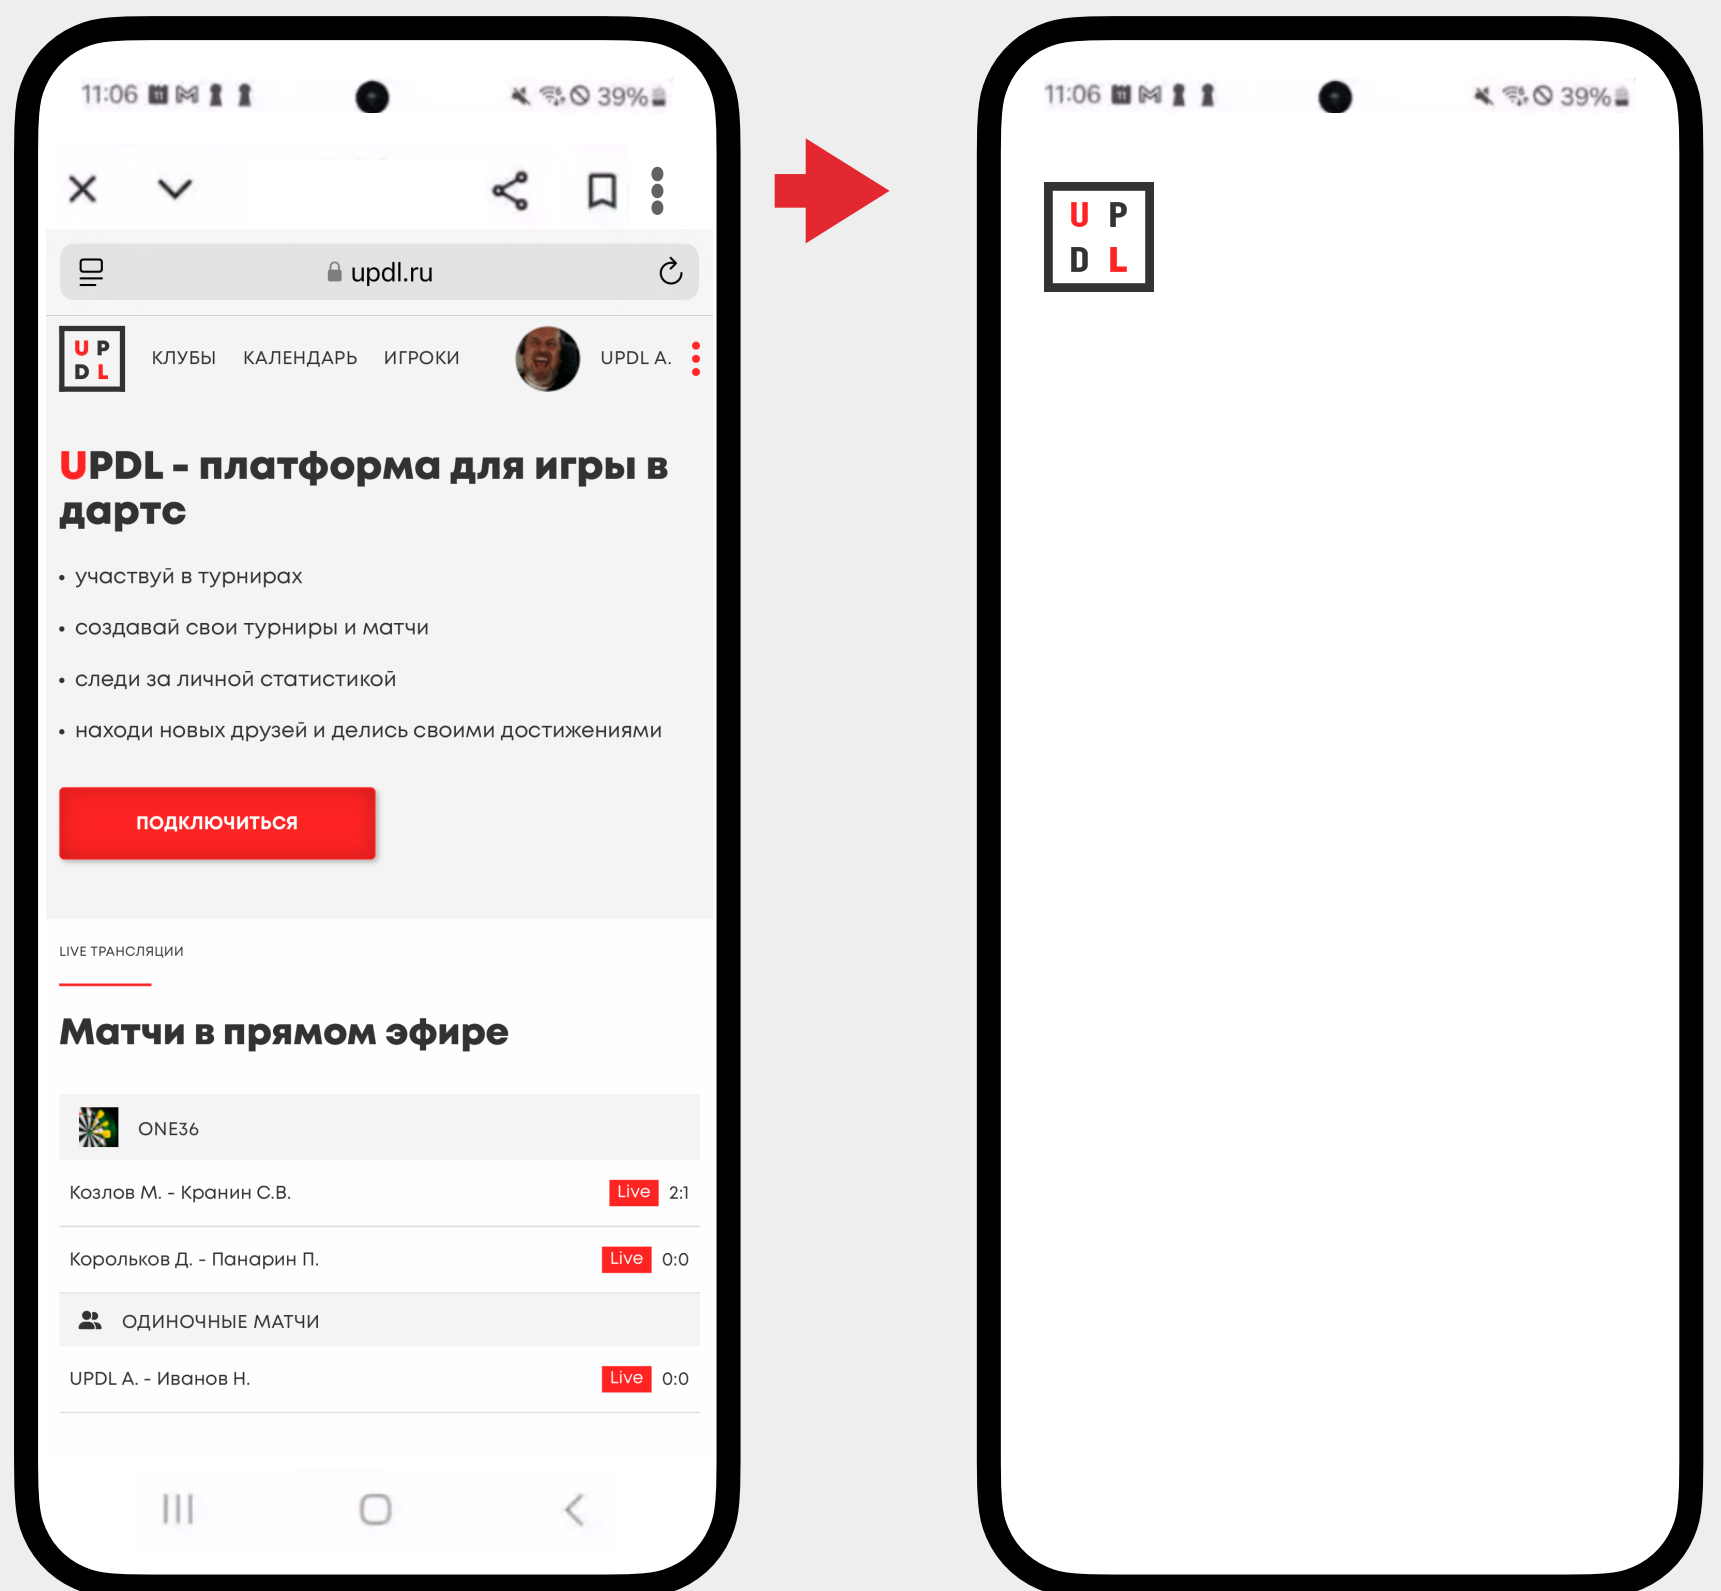 11:06 39%
updl.ru
UP
DL
КЛУБЫ КАЛЕНДАРЬ ИГРОКИ UPDL A.
UPDL - платформа для игры в
дартс
• участвуй в турнирах
• создавай свои турниры и матчи
• следи за личной статистикой
• находи новых друзей и делись своими достижениями
ПОДКЛЮЧИТЬСЯ
LIVE ТРАНСЛЯЦИИ
Матчи в прямом эфире
ONE36
Козлов М. - Кранин С.В. Live 2:1
Корольков Д. - Панарин П. Live 0:0
ОДИНОЧНЫЕ МАТЧИ
UPDL A. - Иванов Н. Live 0:0
11:06 39%
U P
D L